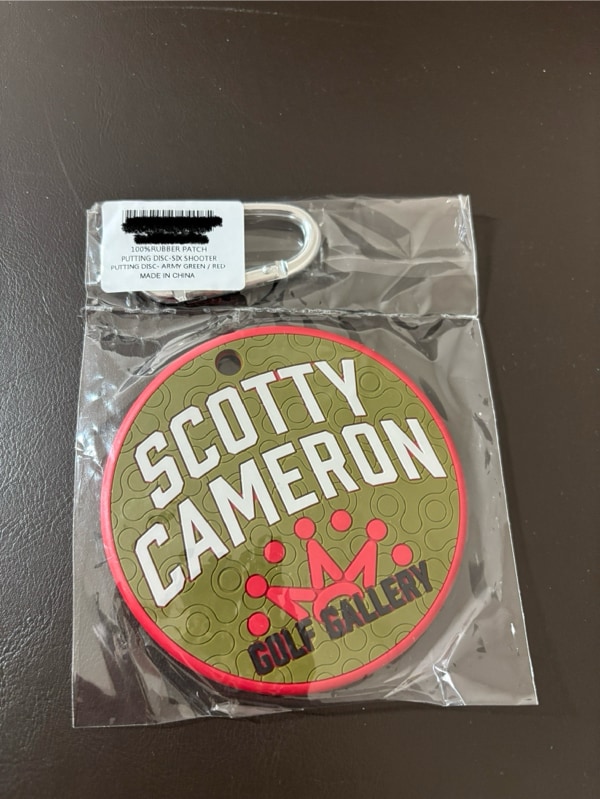 100%RUBBER PATCH
PUTTING DISC-SIX SHOOTER
PUTTING DISC- ARMY GREEN / RED
MADE IN CHINA
SCOTTY
CAMERON
GOLF GALLERY